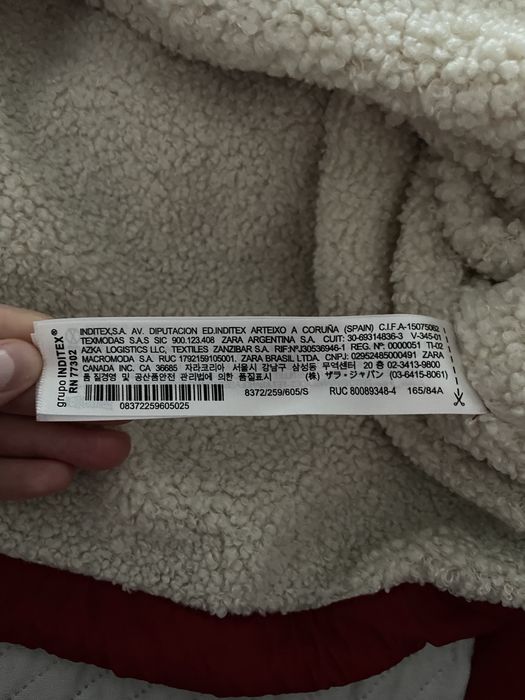 grupo INDITEX®
RN 77302
INDITEX,S.A. AV. DIPUTACION ED.INDITEX ARTEIXO A CORUÑA (SPAIN) C.I.F.A-15075062
TEXMODAS S.A.S SIC 900.123.408 ZARA ARGENTINA S.A. CUIT: 30-69314836-3 V-345-01
AZKA LOGISTICS LLC, TEXTILES ZANZIBAR S.A. RIF:NºJ30536946-1 REG. Nº. 0000051 TI-02
MACROMODA S.A. RUC 1792159105001. ZARA BRASIL LTDA. CNPJ: 02952485000491 ZARA
CANADA INC. CA 36685 자라코리아 서울시 강남구 삼성동 무역센터 20 층 02-3413-9800
품 질경영 및 공산품안전 관리법에 의한 품질표시 (株) ザラ・ジャパン (03-6415-8061)
08372259605025
8372/259/605/S
RUC 80089348-4
165/84A